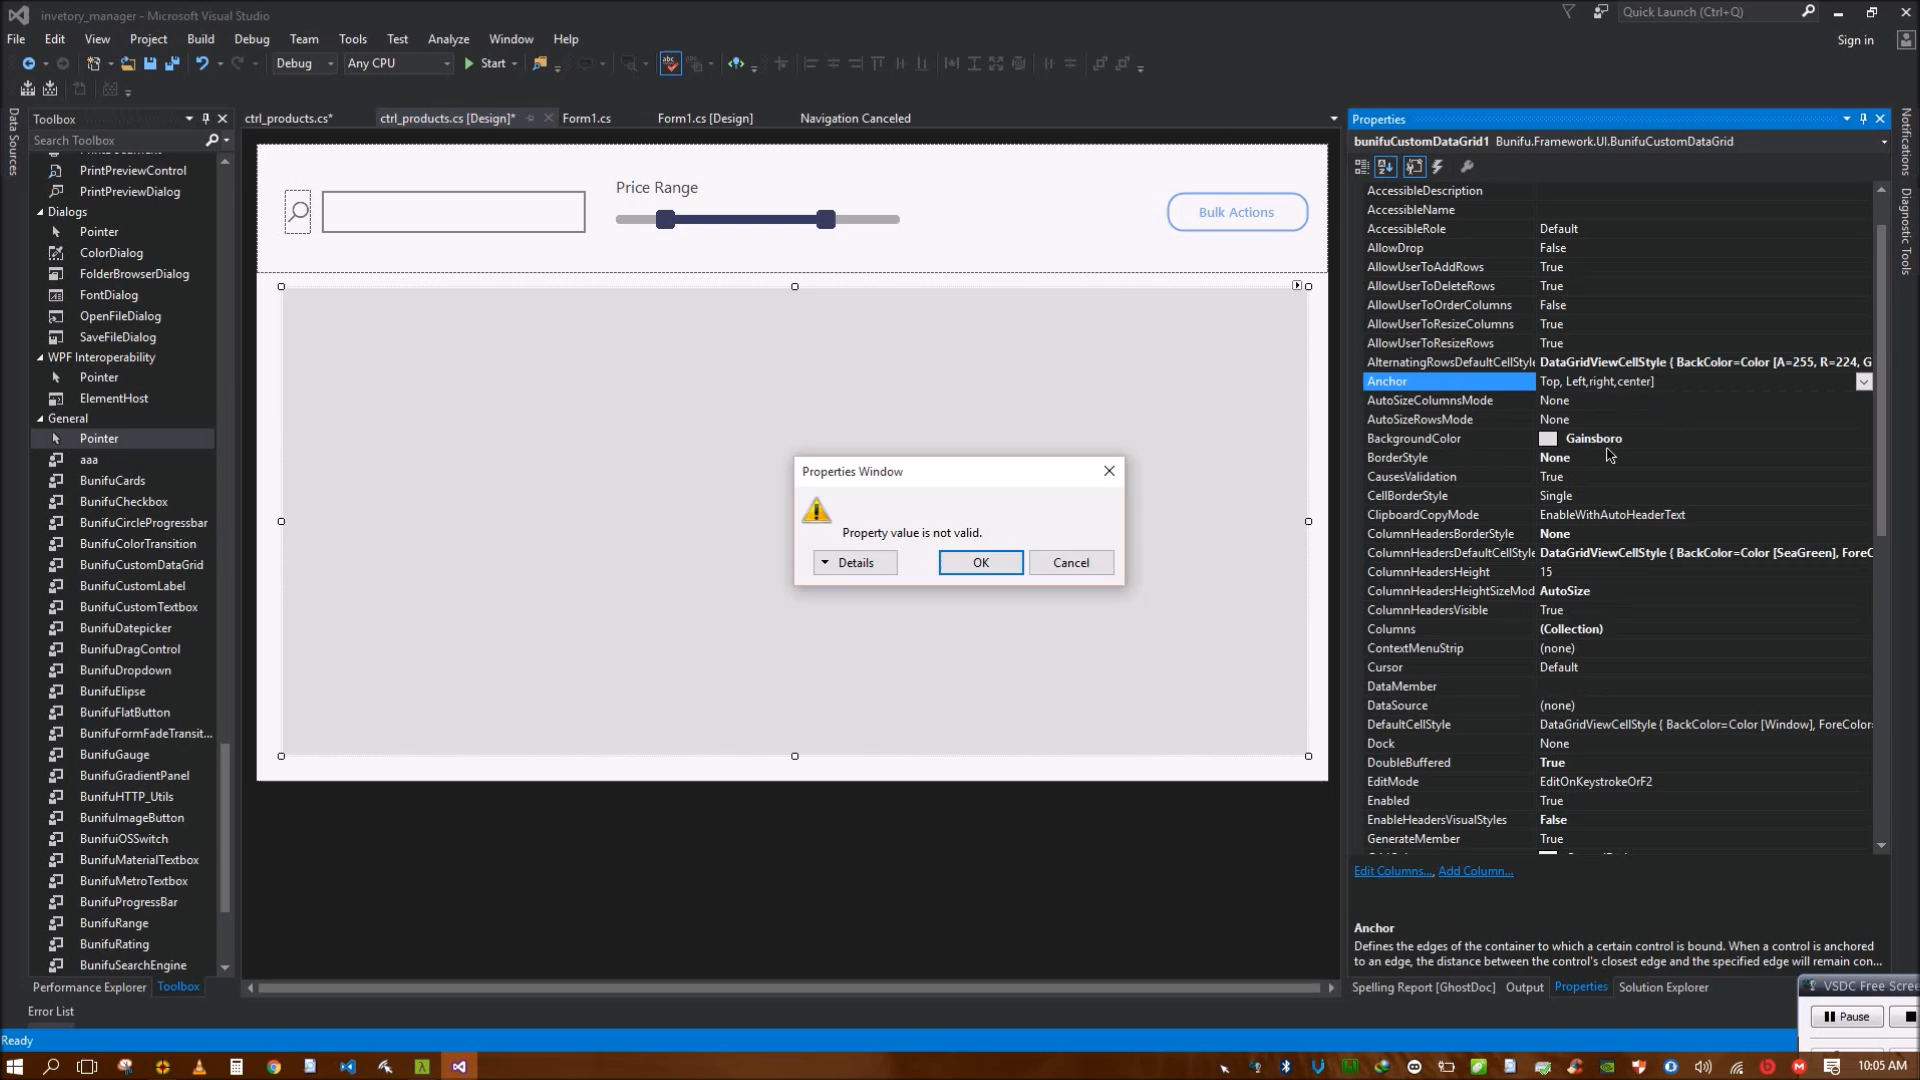 invetory_manager - Microsoft Visual Studio
Quick Launch (Ctrl+Q)
File Edit View Project Build Debug Team Tools Test Analyze Window Help
Sign in
Debug Any CPU Start
Data Sources
Toolbox
Search Toolbox
PrintPreviewControl
PrintPreviewDialog
Dialogs
Pointer
ColorDialog
FolderBrowserDialog
FontDialog
OpenFileDialog
SaveFileDialog
WPF Interoperability
Pointer
ElementHost
General
Pointer
aaa
BunifuCards
BunifuCheckbox
BunifuCircleProgressbar
BunifuColorTransition
BunifuCustomDataGrid
BunifuCustomLabel
BunifuCustomTextbox
BunifuDatepicker
BunifuDragControl
BunifuDropdown
BunifuElipse
BunifuFlatButton
BunifuFormFadeTransit...
BunifuGauge
BunifuGradientPanel
BunifuHTTP_Utils
BunifuImageButton
BunifuiOSSwitch
BunifuMaterialTextbox
BunifuMetroTextbox
BunifuProgressBar
BunifuRange
BunifuRating
BunifuSearchEngine
Performance Explorer Toolbox
Error List
Ready
ctrl_products.cs* ctrl_products.cs [Design]* Form1.cs Form1.cs [Design] Navigation Canceled
Price Range
Bulk Actions
Properties Window
Property value is not valid.
Details OK Cancel
Properties
bunifuCustomDataGrid1 Bunifu.Framework.UI.BunifuCustomDataGrid
AccessibleDescription
AccessibleName
AccessibleRole Default
AllowDrop False
AllowUserToAddRows True
AllowUserToDeleteRows True
AllowUserToOrderColumns False
AllowUserToResizeColumns True
AllowUserToResizeRows True
AlternatingRowsDefaultCellStyle DataGridViewCellStyle { BackColor=Color [A=255, R=224, G
Anchor Top, Left,right,center]
AutoSizeColumnsMode None
AutoSizeRowsMode None
BackgroundColor Gainsboro
BorderStyle None
CausesValidation True
CellBorderStyle Single
ClipboardCopyMode EnableWithAutoHeaderText
ColumnHeadersBorderStyle None
ColumnHeadersDefaultCellStyle DataGridViewCellStyle { BackColor=Color [SeaGreen], ForeC
ColumnHeadersHeight 15
ColumnHeadersHeightSizeMod AutoSize
ColumnHeadersVisible True
Columns (Collection)
ContextMenuStrip (none)
Cursor Default
DataMember
DataSource (none)
DefaultCellStyle DataGridViewCellStyle { BackColor=Color [Window], ForeColor=
Dock None
DoubleBuffered True
EditMode EditOnKeystrokeOrF2
Enabled True
EnableHeadersVisualStyles False
GenerateMember True
Edit Columns..., Add Column...
Anchor
Defines the edges of the container to which a certain control is bound. When a control is anchored
to an edge, the distance between the control's closest edge and the specified edge will remain con...
Spelling Report [GhostDoc] Output Properties Solution Explorer
Notifications
Diagnostic Tools
VSDC Free Scree
Pause
10:05 AM